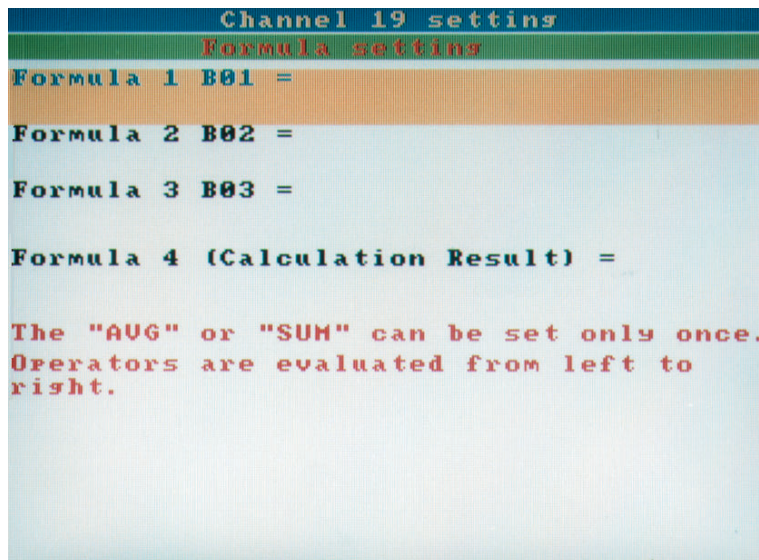 Channel 19 setting
Formula setting
Formula 1 B01 =
Formula 2 B02 =
Formula 3 B03 =
Formula 4 (Calculation Result) =
The "AVG" or "SUM" can be set only once.
Operators are evaluated from left to
right.